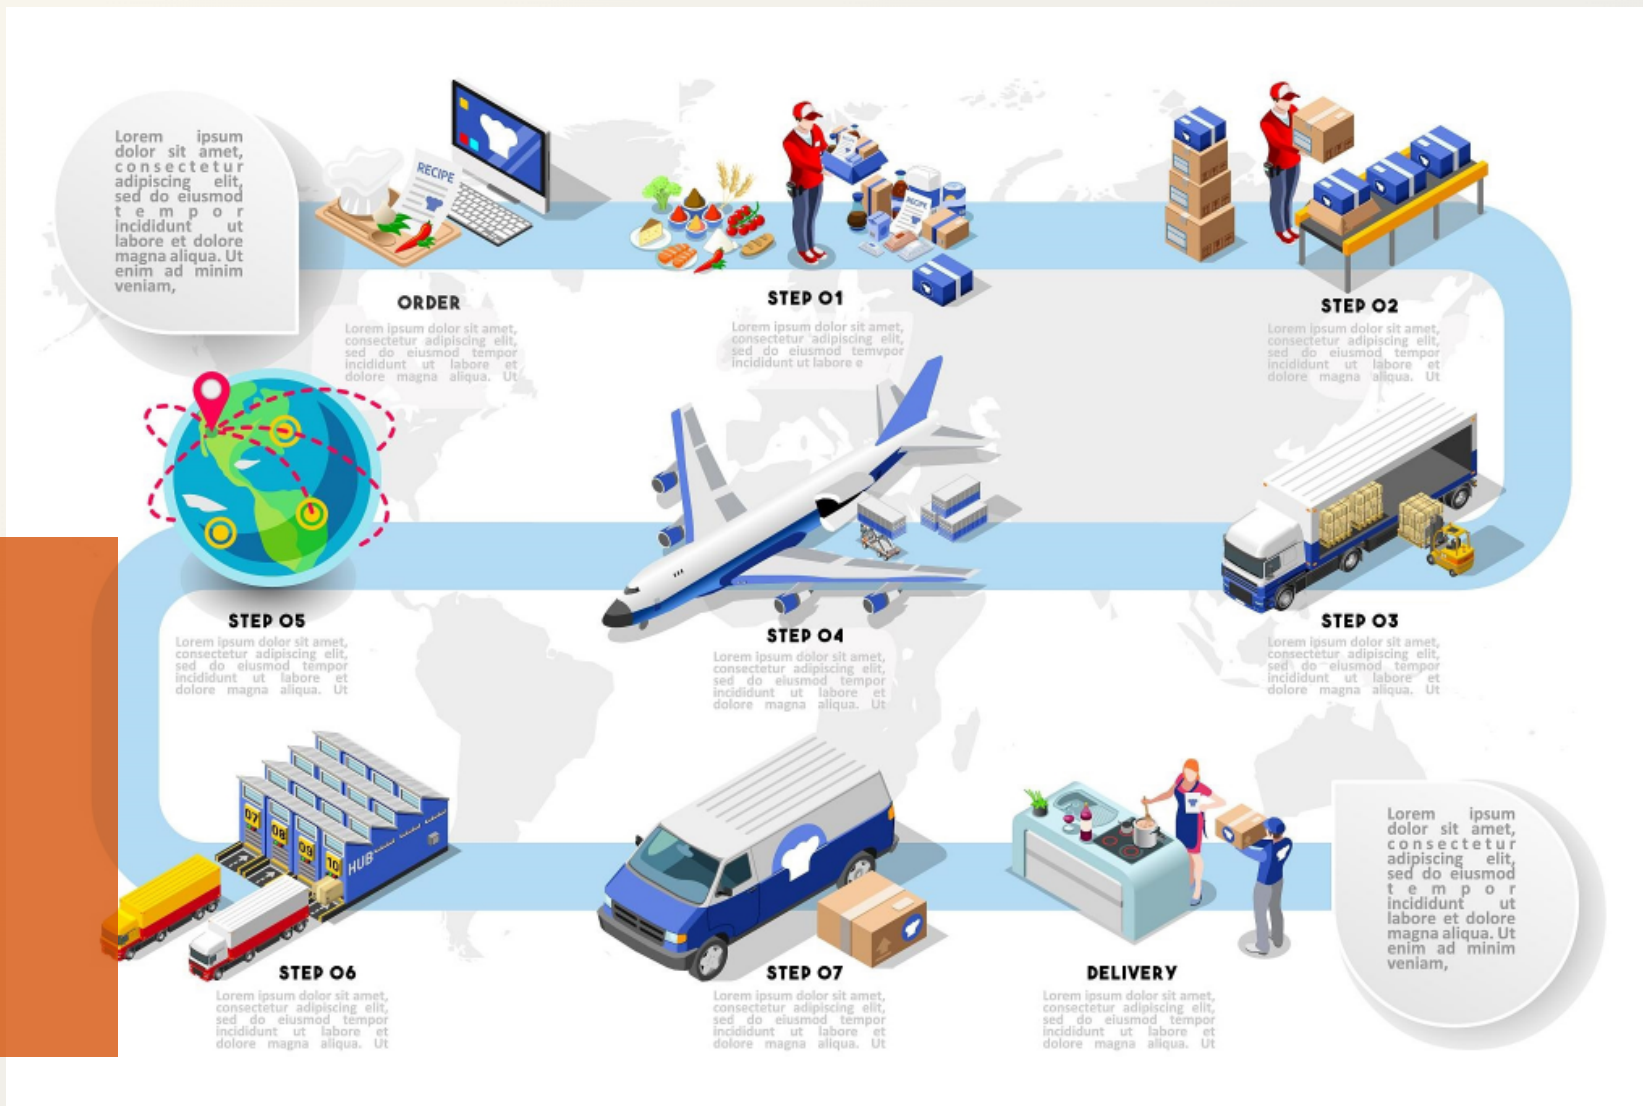 Lorem ipsum
dolor sit amet,
consectetur
adipiscing elit,
sed do eiusmod
tempor
incididunt ut
labore et dolore
magna aliqua. Ut
enim ad minim
veniam,
RECIPE
ORDER
Lorem ipsum dolor sit amet,
consectetur adipiscing elit,
sed do eiusmod tempor
incididunt ut labore et
dolore magna aliqua. Ut
RECIPE
STEP 01
Lorem ipsum dolor sit amet,
consectetur adipiscing elit,
sed do eiusmod temvpor
incididunt ut labore e
STEP 02
Lorem ipsum dolor sit amet,
consectetur adipiscing elit,
sed do eiusmod tempor
incididunt ut labore et
dolore magna aliqua. Ut
STEP 03
Lorem ipsum dolor sit amet,
consectetur adipiscing elit,
sed do eiusmod tempor
incididunt ut labore et
dolore magna aliqua. Ut
STEP 04
Lorem ipsum dolor sit amet,
consectetur adipiscing elit,
sed do eiusmod tempor
incididunt ut labore et
dolore magna aliqua. Ut
STEP 05
Lorem ipsum dolor sit amet,
consectetur adipiscing elit,
sed do eiusmod tempor
incididunt ut labore et
dolore magna aliqua. Ut
07
08
09
10
HUB
STEP 06
Lorem ipsum dolor sit amet,
consectetur adipiscing elit,
sed do eiusmod tempor
incididunt ut labore et
dolore magna aliqua. Ut
STEP 07
Lorem ipsum dolor sit amet,
consectetur adipiscing elit,
sed do eiusmod tempor
incididunt ut labore et
dolore magna aliqua. Ut
DELIVERY
Lorem ipsum dolor sit amet,
consectetur adipiscing elit,
sed do eiusmod tempor
incididunt ut labore et
dolore magna aliqua. Ut
Lorem ipsum
dolor sit amet,
consectetur
adipiscing elit,
sed do eiusmod
tempor
incididunt ut
labore et dolore
magna aliqua. Ut
enim ad minim
veniam,